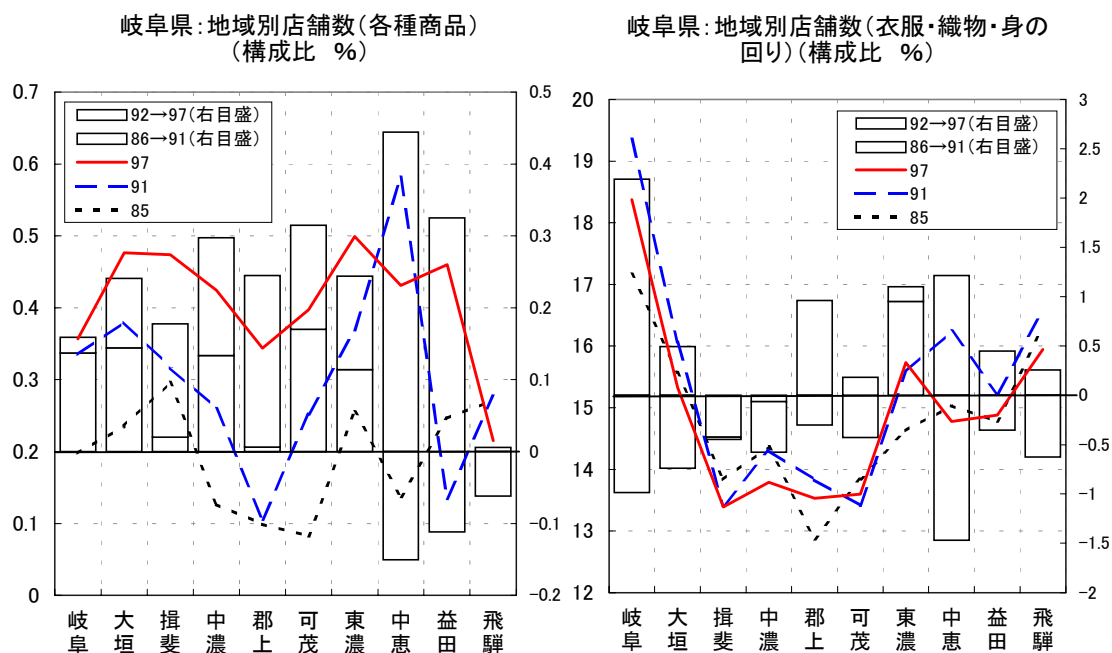 岐阜県：地域別店舗数（各種商品）
（構成比　％）
0.7
0.6
0.5
0.4
0.3
0.2
0.1
0
92→97（右目盛）
86→91（右目盛）
97
91
85
0.5
0.4
0.3
0.2
0.1
0
-0.1
-0.2
岐阜
大垣
揖斐
中濃
郡上
可茂
東濃
中恵
益田
飛騨
岐阜県：地域別店舗数（衣服・織物・身の
回り）（構成比　％）
20
19
18
17
16
15
14
13
12
92→97（右目盛）
86→91（右目盛）
97
91
85
3
2.5
2
1.5
1
0.5
0
-0.5
-1
-1.5
-2
岐阜
大垣
揖斐
中濃
郡上
可茂
東濃
中恵
益田
飛騨